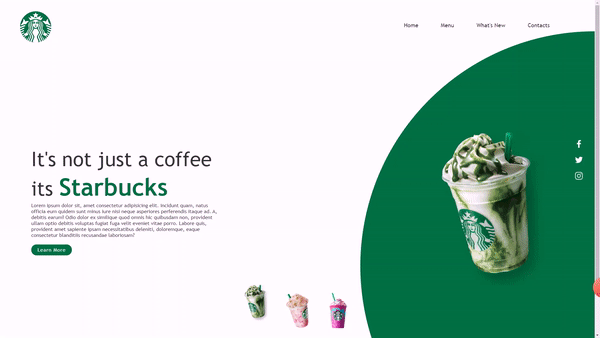 Home Menu What's New Contacts
It's not just a coffee
its Starbucks
Lorem ipsum dolor sit, amet consectetur adipisicing elit. Incidunt quam, natus
officia eum quidem sunt minus iure nisi neque asperiores perferendis itaque ad. A,
debitis earum! Odio dolor ex similique quod omnis hic quibusdam non, provident
ullam optio debitis voluptas fugiat fuga velit eveniet vitae porro. Labore quis,
provident amet sapiente ipsam necessitatibus deleniti, doloremque, eaque
consectetur blanditiis recusandae laboriosam?
Learn More